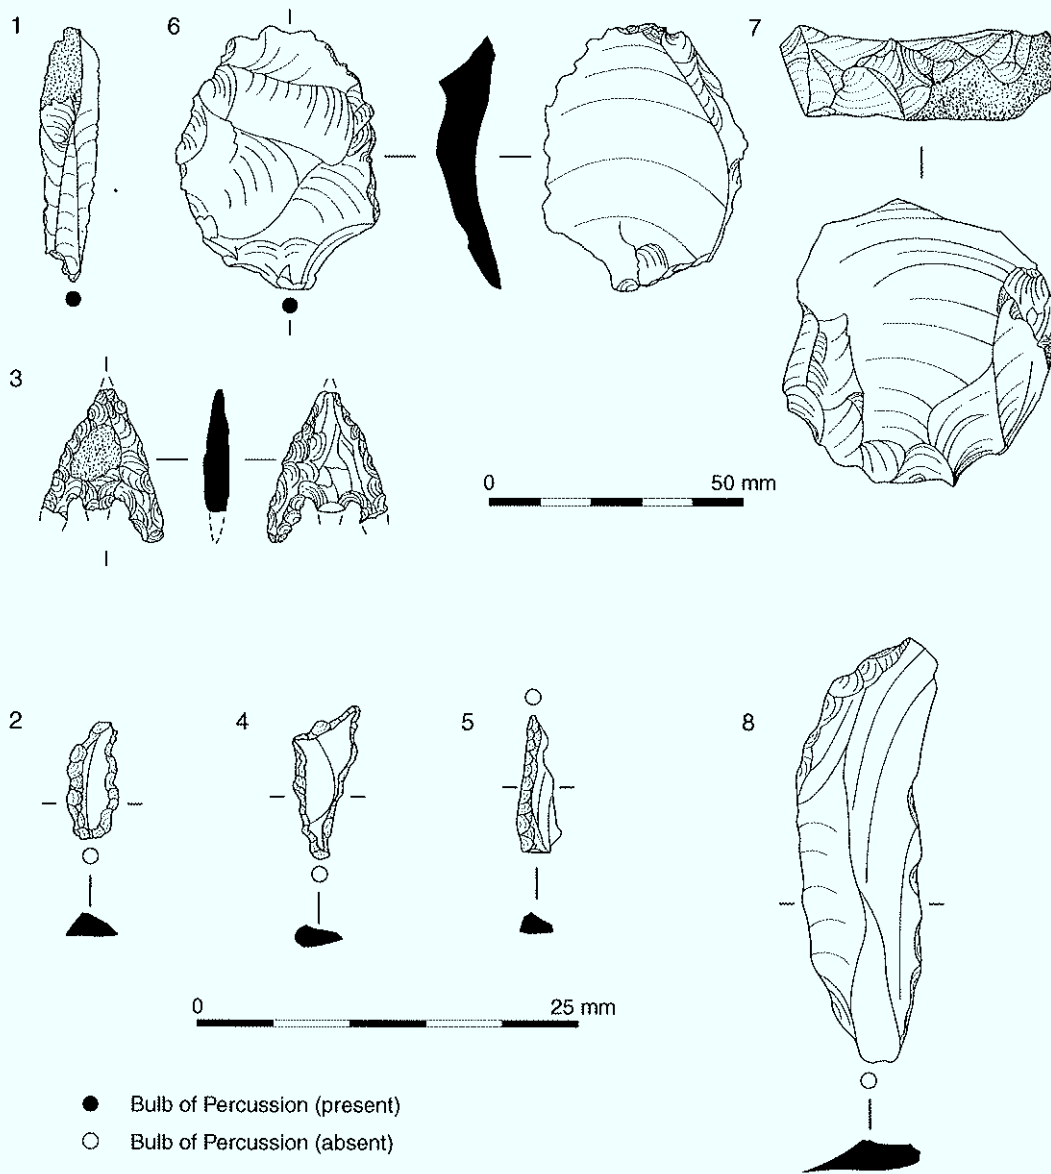 1
6
7
3
0 50 mm
2
4
5
8
0 25 mm
Bulb of Percussion (present)
Bulb of Percussion (absent)